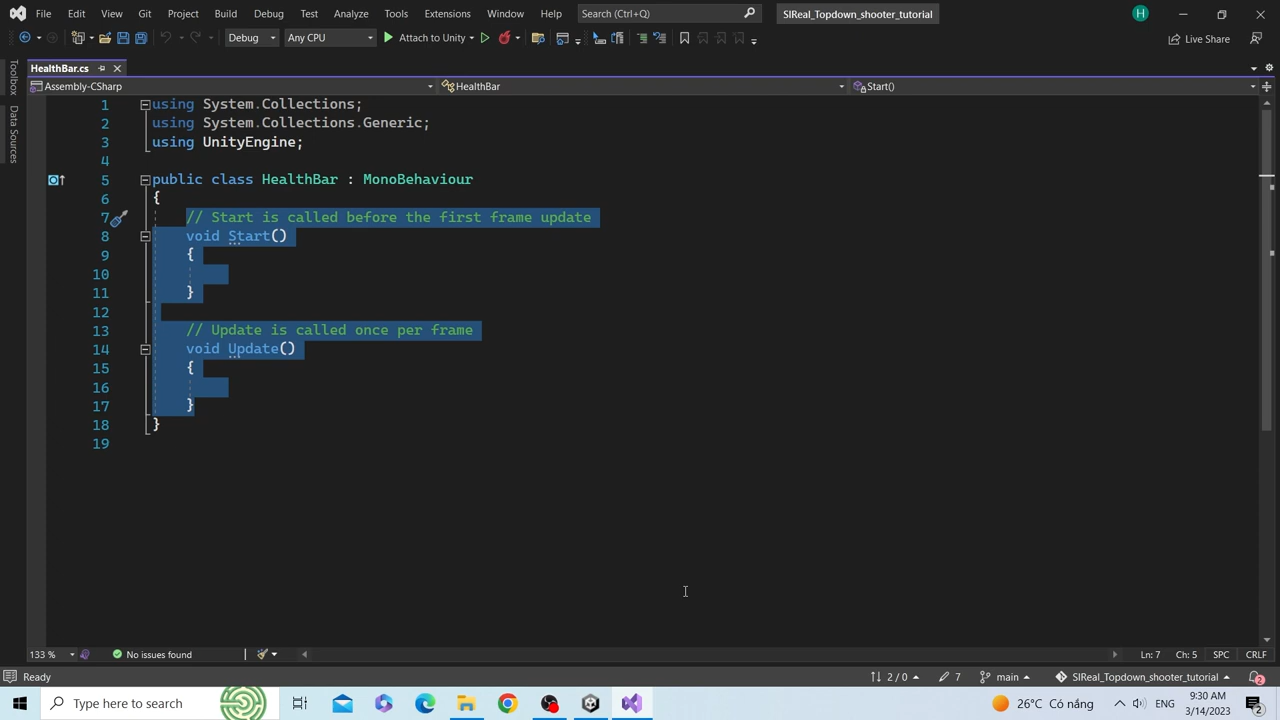 File Edit View Git Project Build Debug Test Analyze Tools Extensions Window Help Search (Ctrl+Q) SIReal_Topdown_shooter_tutorial H
Debug Any CPU Attach to Unity Live Share
HealthBar.cs
Assembly-CSharp HealthBar Start()
Toolbox
Data Sources
1 using System.Collections;
2 using System.Collections.Generic;
3 using UnityEngine;
4
5 public class HealthBar : MonoBehaviour
6 {
7 // Start is called before the first frame update
8 void Start()
9 {
10
11 }
12
13 // Update is called once per frame
14 void Update()
15 {
16
17 }
18 }
19
133 % No issues found Ln: 7 Ch: 5 SPC CRLF
Ready 2 / 0 7 main SIReal_Topdown_shooter_tutorial 2
Type here to search 26°C Có nắng ENG 9:30 AM
3/14/2023 2